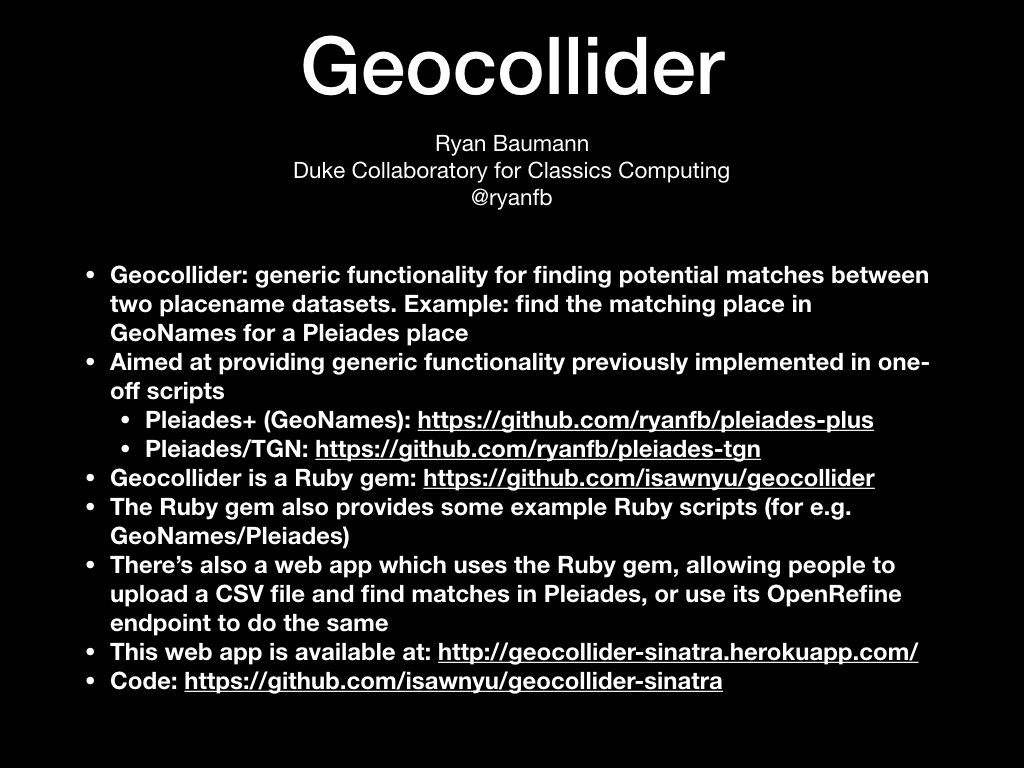 Geocollider
Ryan Baumann
Duke Collaboratory for Classics Computing
@ryanfb
• Geocollider: generic functionality for finding potential matches between
two placename datasets. Example: find the matching place in
GeoNames for a Pleiades place
• Aimed at providing generic functionality previously implemented in one-
off scripts
• Pleiades+ (GeoNames): https://github.com/ryanfb/pleiades-plus
• Pleiades/TGN: https://github.com/ryanfb/pleiades-tgn
• Geocollider is a Ruby gem: https://github.com/isawnyu/geocollider
• The Ruby gem also provides some example Ruby scripts (for e.g.
GeoNames/Pleiades)
• There’s also a web app which uses the Ruby gem, allowing people to
upload a CSV file and find matches in Pleiades, or use its OpenRefine
endpoint to do the same
• This web app is available at: http://geocollider-sinatra.herokuapp.com/
• Code: https://github.com/isawnyu/geocollider-sinatra